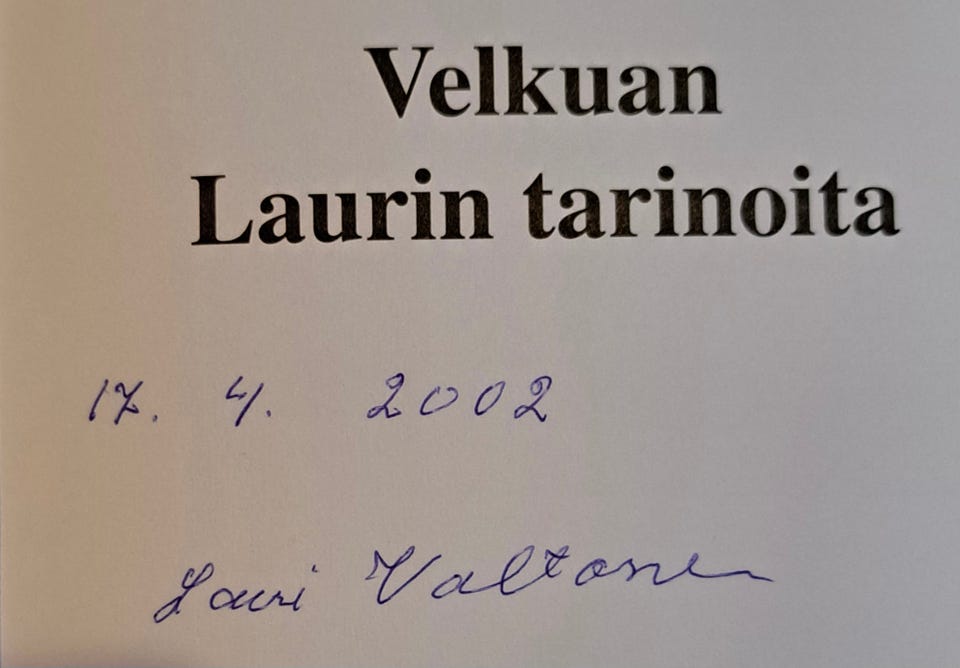 Velkuan
Laurin tarinoita
17. 4. 2002
Lauri Valtonen